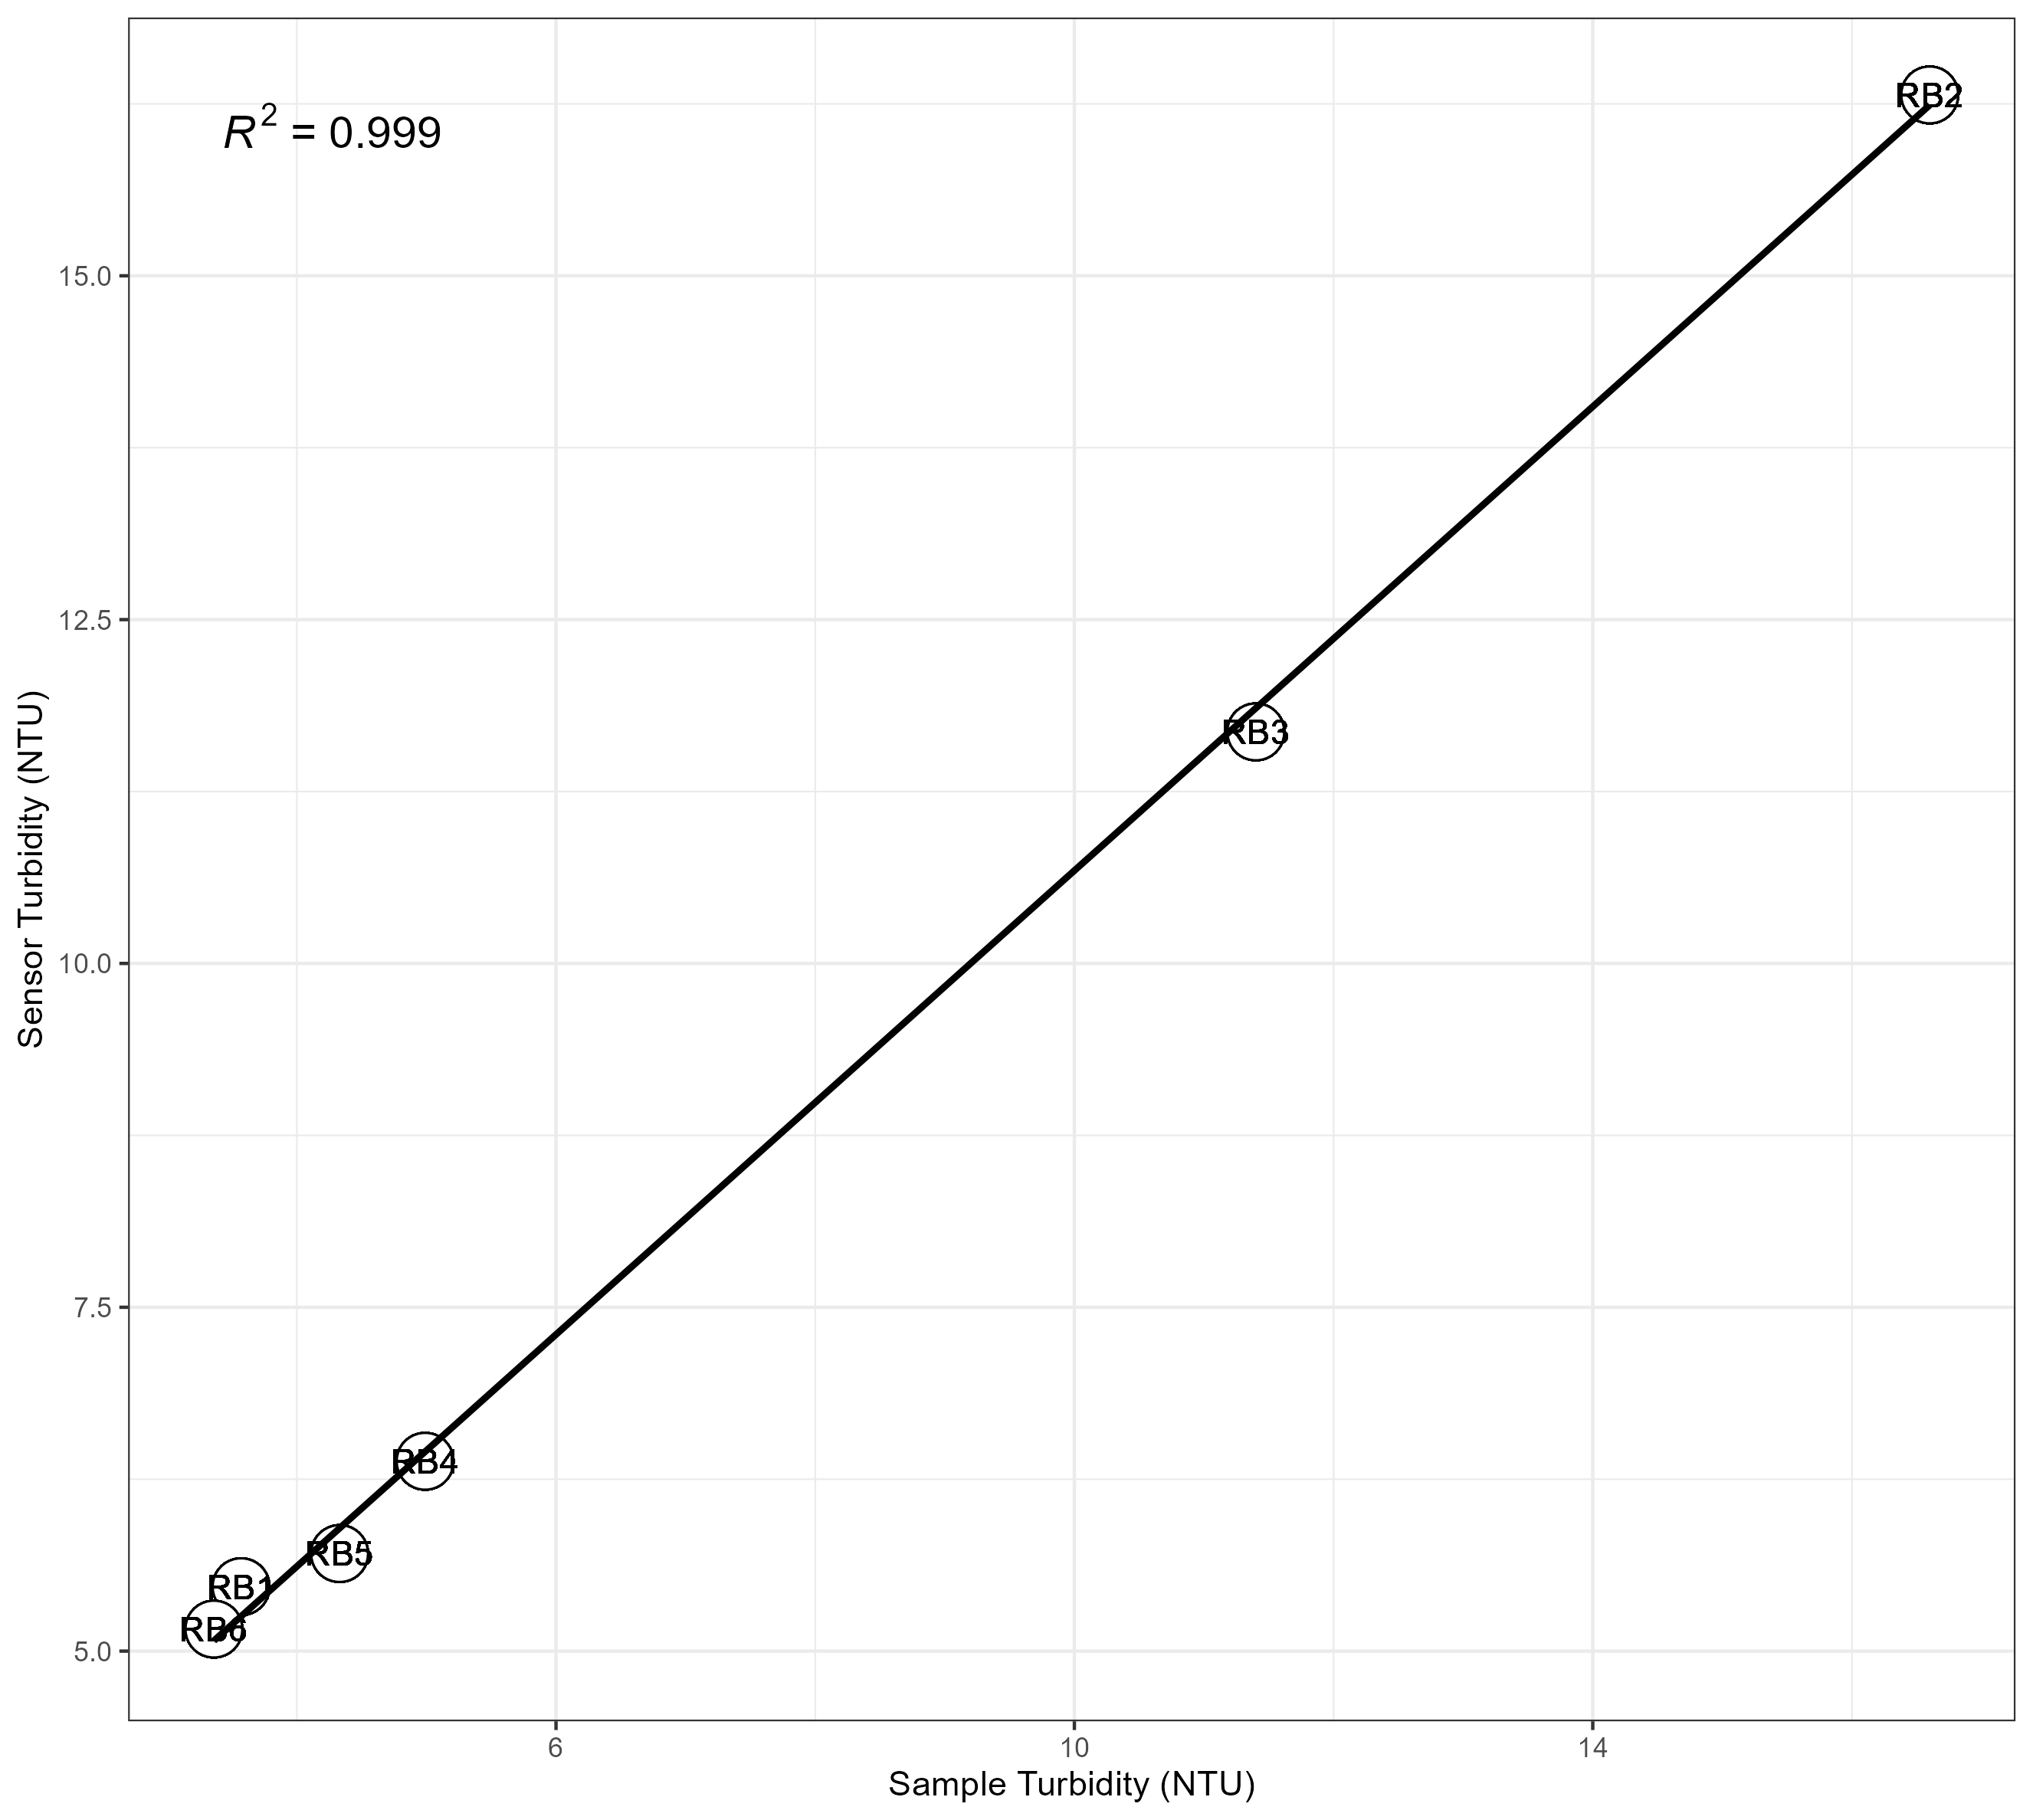 R² = 0.999
RB2
15.0
12.5
RB3
10.0
7.5
RB4
RB5
RB1
RB6
5.0
6 10 14
Sample Turbidity (NTU)
Sensor Turbidity (NTU)